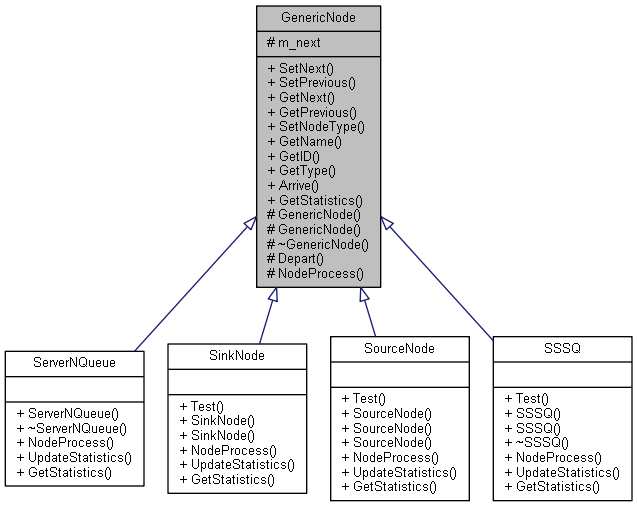 GenericNode
# m_next
+ SetNext()
+ SetPrevious()
+ GetNext()
+ GetPrevious()
+ SetNodeType()
+ GetName()
+ GetID()
+ GetType()
+ Arrive()
+ GetStatistics()
# GenericNode()
# GenericNode()
# ~GenericNode()
# Depart()
# NodeProcess()
ServerNQueue
+ ServerNQueue()
+ ~ServerNQueue()
+ NodeProcess()
+ UpdateStatistics()
+ GetStatistics()
SinkNode
+ Test()
+ SinkNode()
+ SinkNode()
+ NodeProcess()
+ UpdateStatistics()
+ GetStatistics()
SourceNode
+ Test()
+ SourceNode()
+ SourceNode()
+ SourceNode()
+ NodeProcess()
+ UpdateStatistics()
+ GetStatistics()
SSSQ
+ Test()
+ SSSQ()
+ SSSQ()
+ ~SSSQ()
+ NodeProcess()
+ UpdateStatistics()
+ GetStatistics()